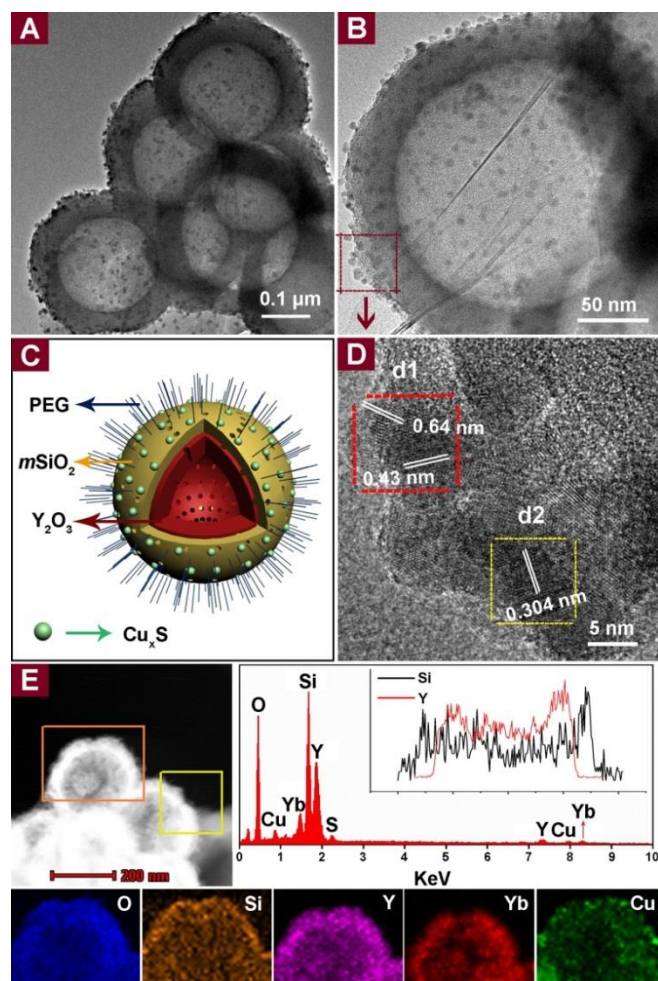 A
0.1 µm
B
50 nm
C
PEG
mSiO₂
Y₂O₃
CuₓS
D
d1
0.64 nm
0.43 nm
d2
0.304 nm
5 nm
E
200 nm
O
Si
Y
Yb
Cu
S
Y
Cu
Yb
Si
Y
0 1 2 3 4 5 6 7 8 9 10
KeV
O
Si
Y
Yb
Cu